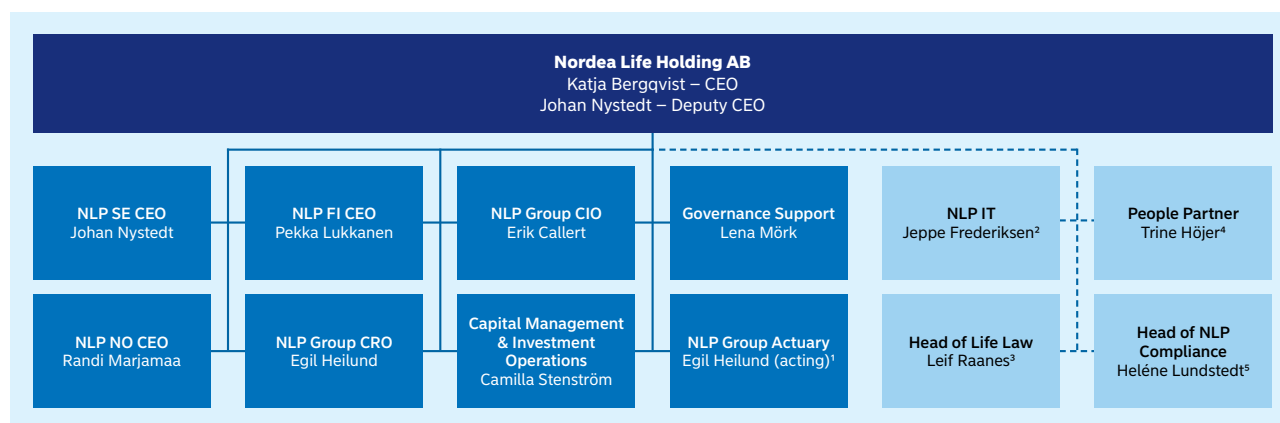 Nordea Life Holding AB
Katja Bergqvist – CEO
Johan Nystedt – Deputy CEO
NLP SE CEO
Johan Nystedt
NLP FI CEO
Pekka Lukkanen
NLP Group CIO
Erik Callert
Governance Support
Lena Mörk
NLP IT
Jeppe Frederiksen²
People Partner
Trine Höjer⁴
NLP NO CEO
Randi Marjamaa
NLP Group CRO
Egil Heilund
Capital Management
& Investment
Operations
Camilla Stenström
NLP Group Actuary
Egil Heilund (acting)¹
Head of Life Law
Leif Raanes³
Head of NLP
Compliance
Heléne Lundstedt⁵